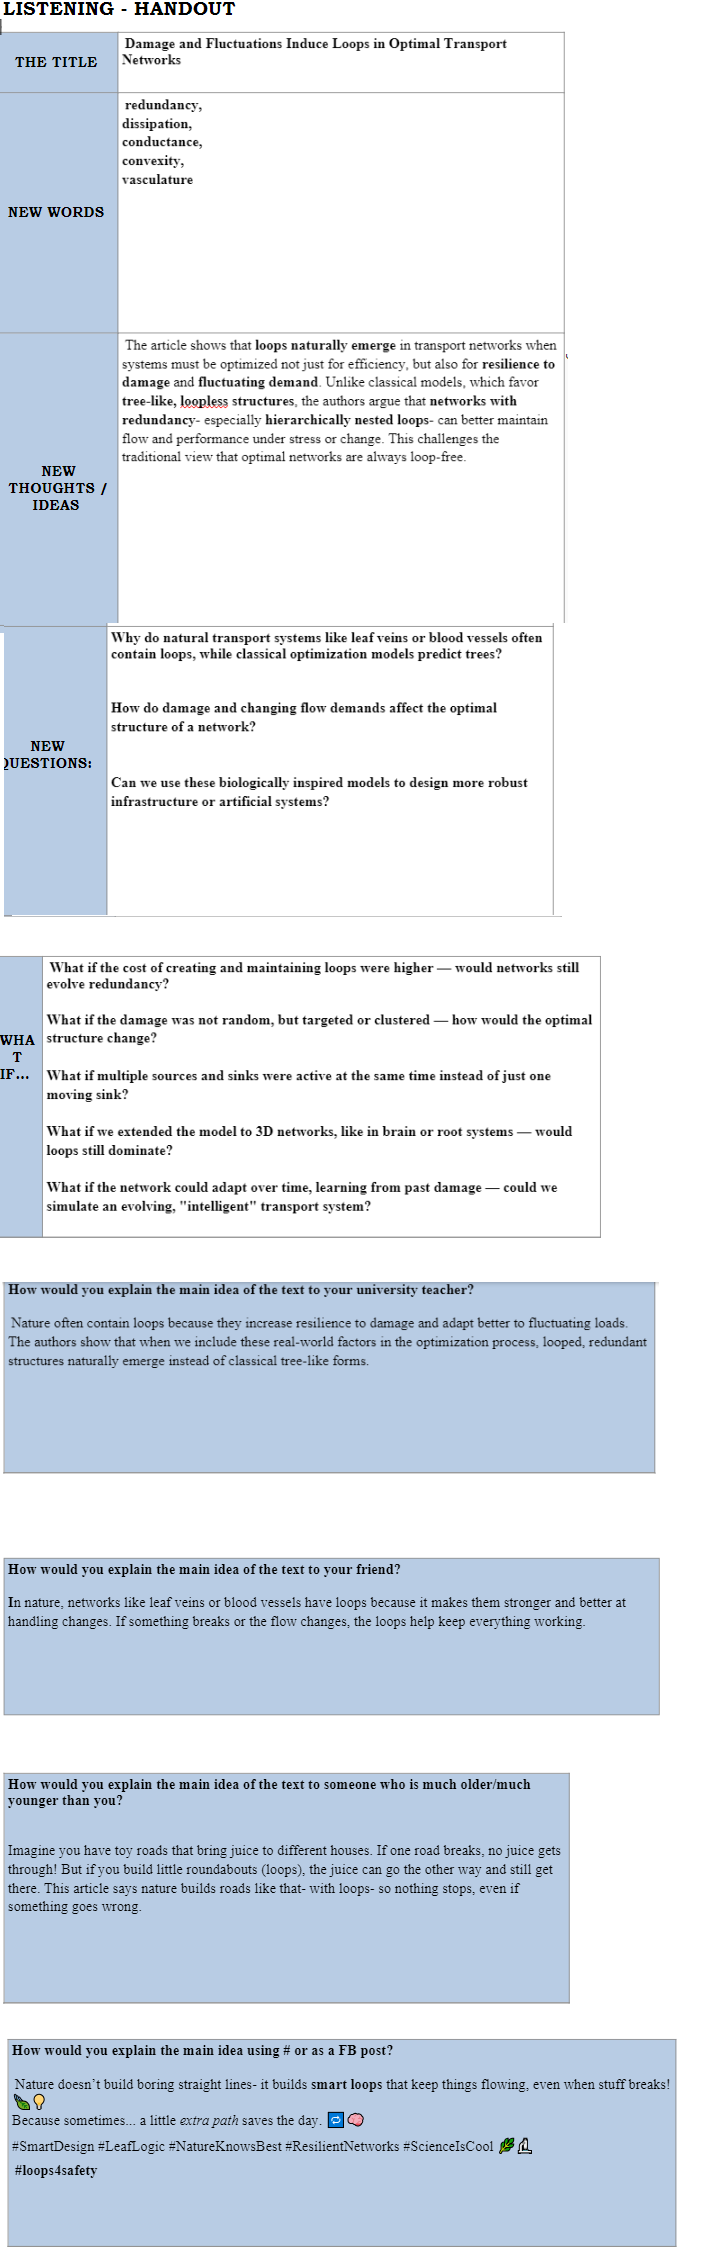 LISTENING - HANDOUT
THE TITLE
Damage and Fluctuations Induce Loops in Optimal Transport
Networks
NEW WORDS
redundancy,
dissipation,
conductance,
convexity,
vasculature
NEW
THOUGHTS /
IDEAS
The article shows that loops naturally emerge in transport networks when
systems must be optimized not just for efficiency, but also for resilience to
damage and fluctuating demand. Unlike classical models, which favor
tree-like, loopless structures, the authors argue that networks with
redundancy- especially hierarchically nested loops- can better maintain
flow and performance under stress or change. This challenges the
traditional view that optimal networks are always loop-free.
NEW
QUESTIONS:
Why do natural transport systems like leaf veins or blood vessels often
contain loops, while classical optimization models predict trees?
How do damage and changing flow demands affect the optimal
structure of a network?
Can we use these biologically inspired models to design more robust
infrastructure or artificial systems?
WHA
T
IF...
What if the cost of creating and maintaining loops were higher — would networks still
evolve redundancy?
What if the damage was not random, but targeted or clustered — how would the optimal
structure change?
What if multiple sources and sinks were active at the same time instead of just one
moving sink?
What if we extended the model to 3D networks, like in brain or root systems — would
loops still dominate?
What if the network could adapt over time, learning from past damage — could we
simulate an evolving, "intelligent" transport system?
How would you explain the main idea of the text to your university teacher?
Nature often contain loops because they increase resilience to damage and adapt better to fluctuating loads.
The authors show that when we include these real-world factors in the optimization process, looped, redundant
structures naturally emerge instead of classical tree-like forms.
How would you explain the main idea of the text to your friend?
In nature, networks like leaf veins or blood vessels have loops because it makes them stronger and better at
handling changes. If something breaks or the flow changes, the loops help keep everything working.
How would you explain the main idea of the text to someone who is much older/much
younger than you?
Imagine you have toy roads that bring juice to different houses. If one road breaks, no juice gets
through! But if you build little roundabouts (loops), the juice can go the other way and still get
there. This article says nature builds roads like that- with loops- so nothing stops, even if
something goes wrong.
How would you explain the main idea using # or as a FB post?
Nature doesn't build boring straight lines- it builds smart loops that keep things flowing, even when stuff breaks!
Because sometimes... a little extra path saves the day.
#SmartDesign #LeafLogic #NatureKnowsBest #ResilientNetworks #ScienceIsCool
#loops4safety